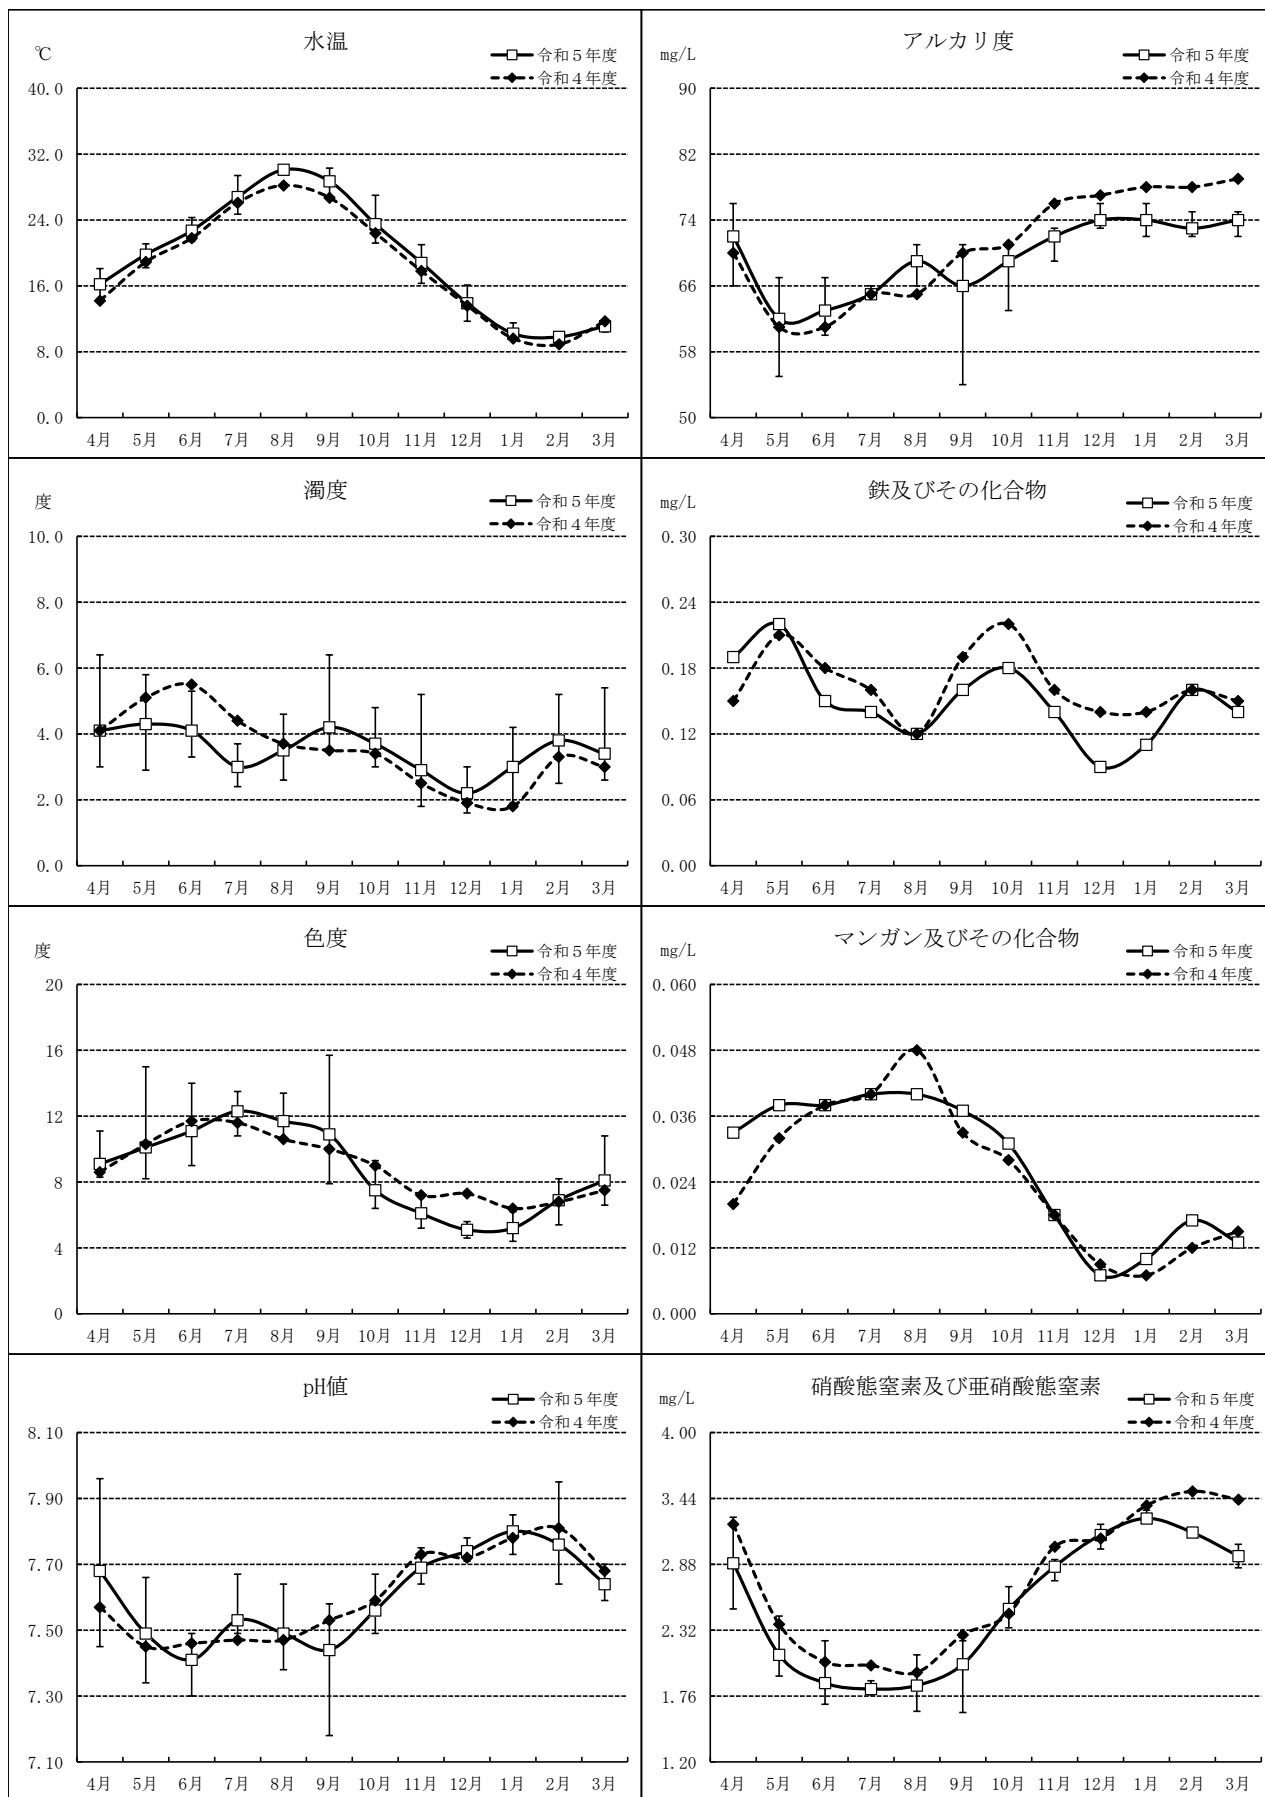 水温
℃
令和５年度
令和４年度
40.0
32.0
24.0
16.0
8.0
0.0
4月 5月 6月 7月 8月 9月 10月 11月 12月 1月 2月 3月
アルカリ度
mg/L
令和５年度
令和４年度
90
82
74
66
58
50
4月 5月 6月 7月 8月 9月 10月 11月 12月 1月 2月 3月
濁度
度
令和５年度
令和４年度
10.0
8.0
6.0
4.0
2.0
0.0
4月 5月 6月 7月 8月 9月 10月 11月 12月 1月 2月 3月
鉄及びその化合物
mg/L
令和５年度
令和４年度
0.30
0.24
0.18
0.12
0.06
0.00
4月 5月 6月 7月 8月 9月 10月 11月 12月 1月 2月 3月
色度
度
令和５年度
令和４年度
20
16
12
8
4
0
4月 5月 6月 7月 8月 9月 10月 11月 12月 1月 2月 3月
マンガン及びその化合物
mg/L
令和５年度
令和４年度
0.060
0.048
0.036
0.024
0.012
0.000
4月 5月 6月 7月 8月 9月 10月 11月 12月 1月 2月 3月
pH値
令和５年度
令和４年度
8.10
7.90
7.70
7.50
7.30
7.10
4月 5月 6月 7月 8月 9月 10月 11月 12月 1月 2月 3月
硝酸態窒素及び亜硝酸態窒素
mg/L
令和５年度
令和４年度
4.00
3.44
2.88
2.32
1.76
1.20
4月 5月 6月 7月 8月 9月 10月 11月 12月 1月 2月 3月